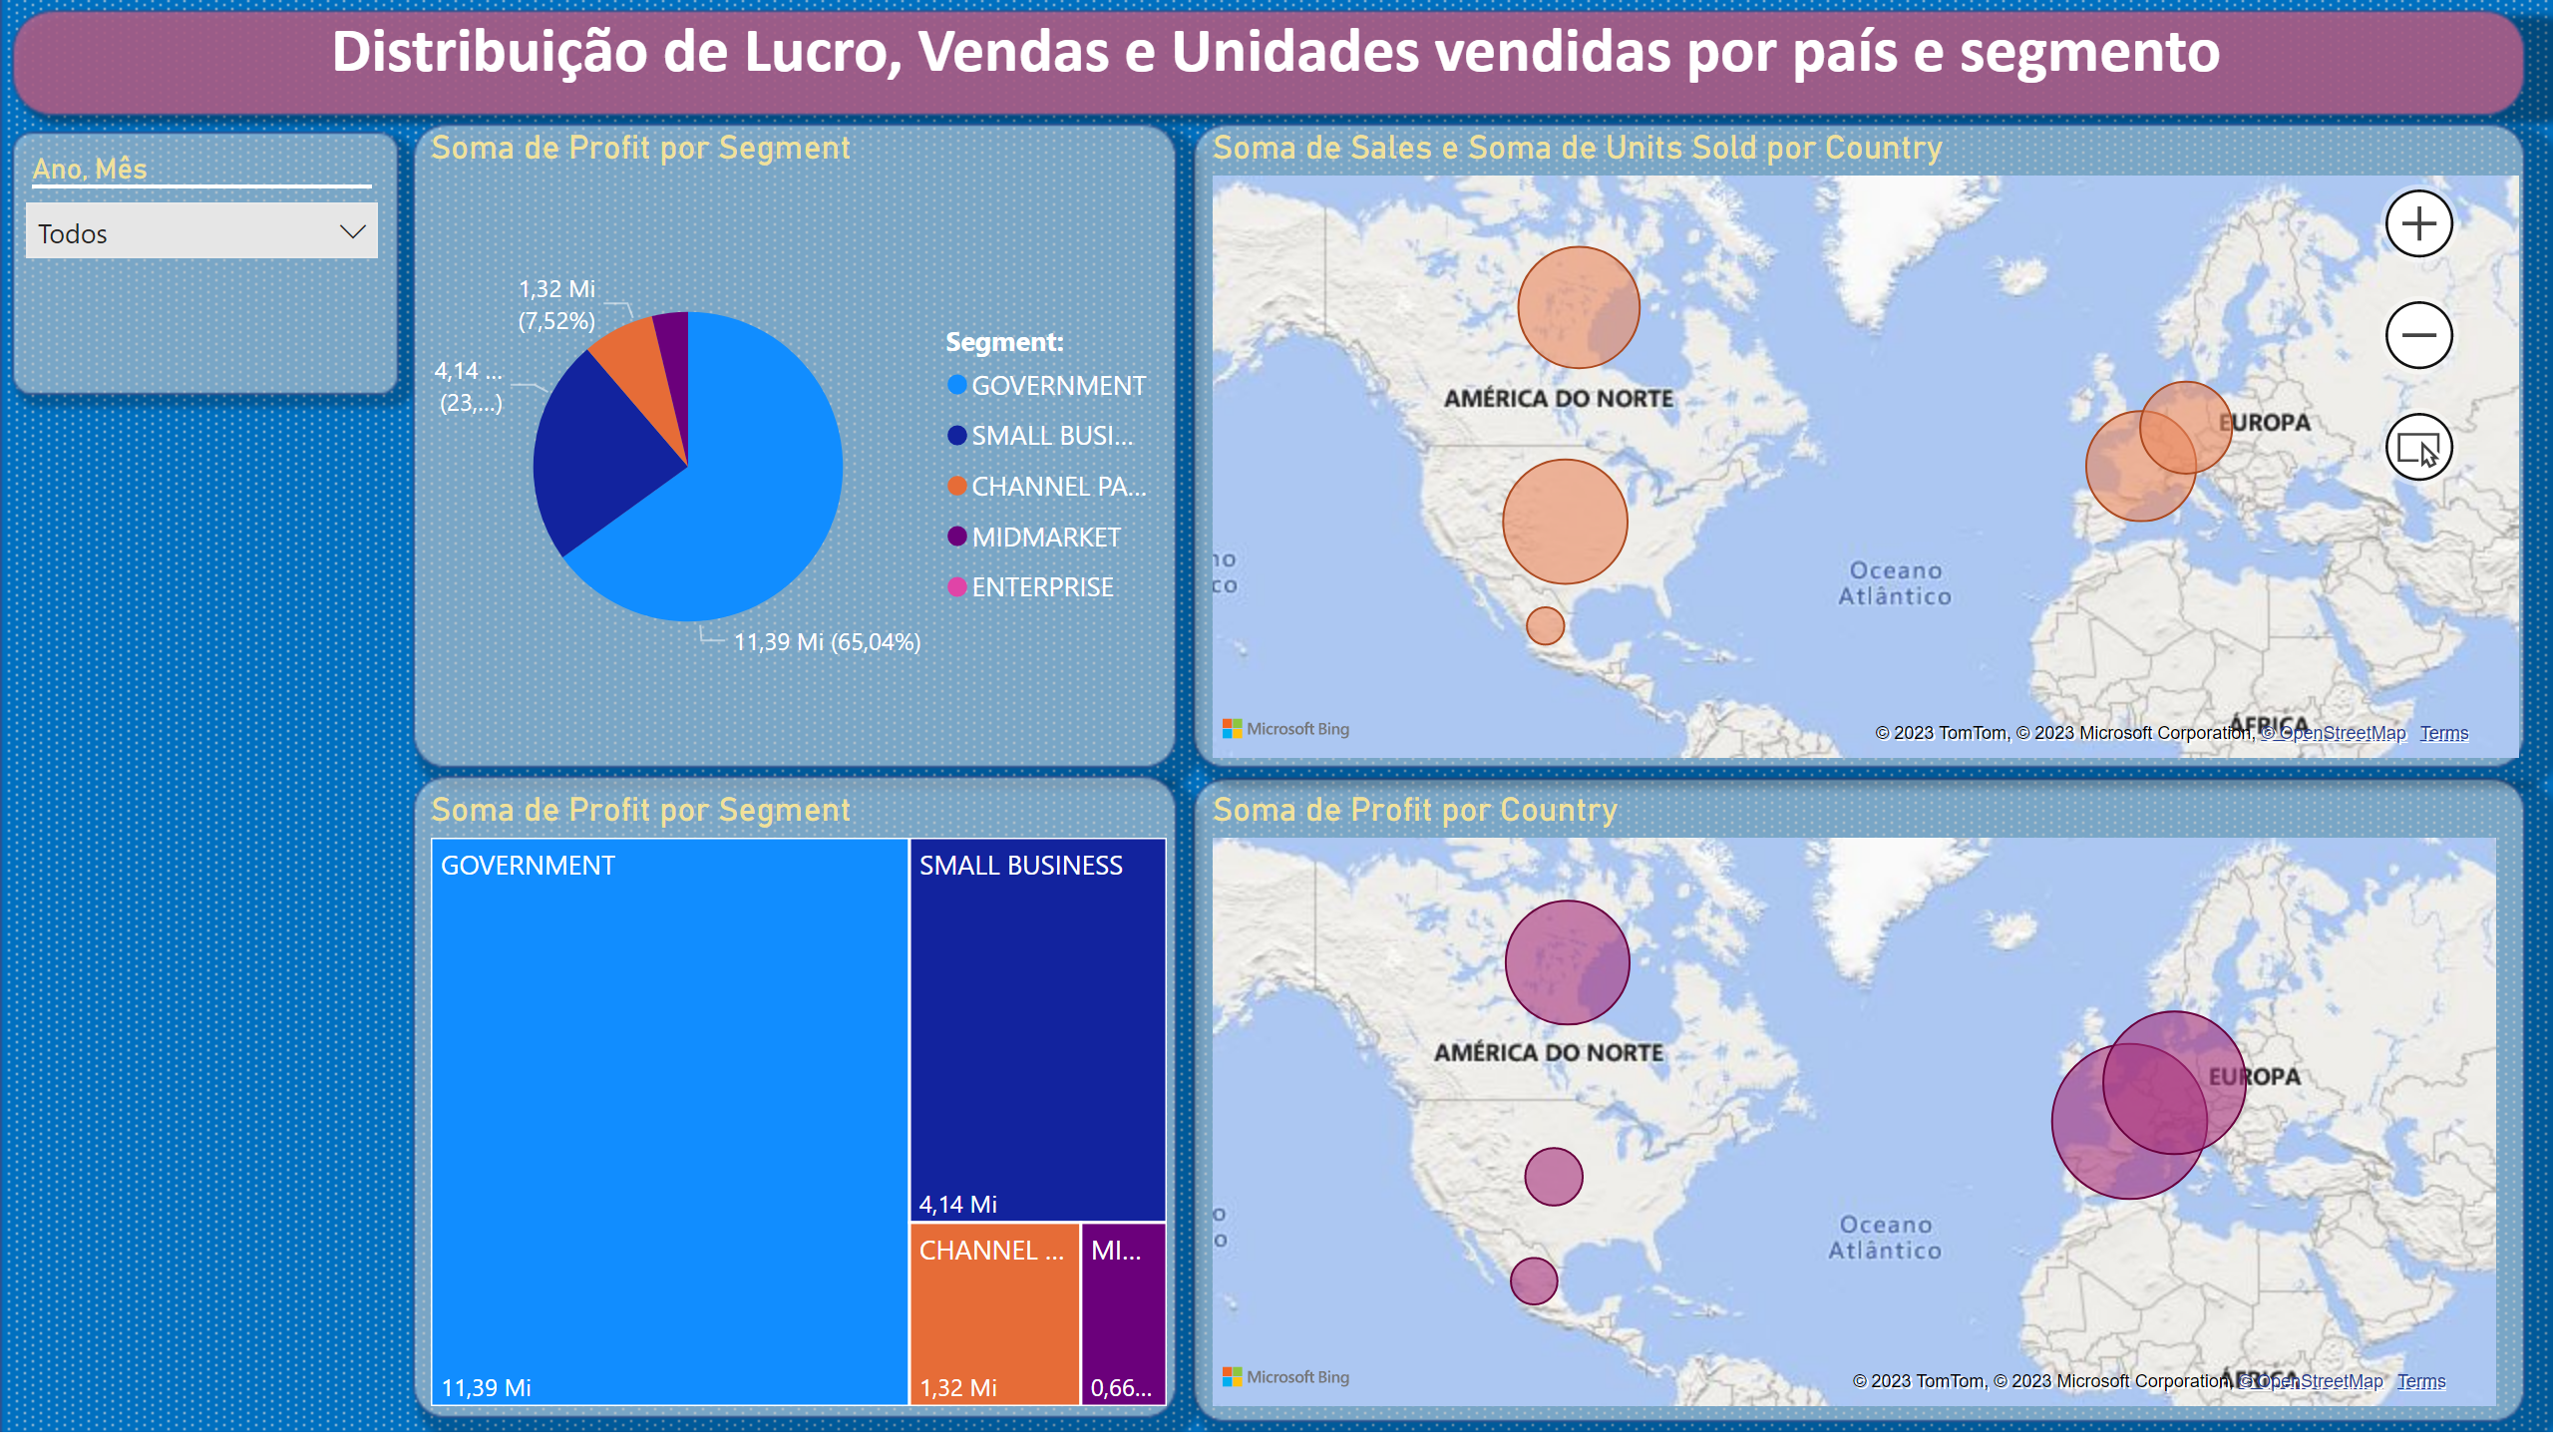 Distribuição de Lucro, Vendas e Unidades vendidas por país e segmento
Ano, Mês
Todos
Soma de Profit por Segment
1,32 Mi
(7,52%)
4,14 ...
(23,...)
11,39 Mi (65,04%)
Segment:
GOVERNMENT
SMALL BUSI...
CHANNEL PA...
MIDMARKET
ENTERPRISE
Soma de Sales e Soma de Units Sold por Country
AMÉRICA DO NORTE
EUROPA
no
co
Oceano
Atlântico
ÁFRICA
Microsoft Bing
© 2023 TomTom, © 2023 Microsoft Corporation, © OpenStreetMap Terms
Soma de Profit por Segment
GOVERNMENT
11,39 Mi
SMALL BUSINESS
4,14 Mi
CHANNEL ...
1,32 Mi
MI...
0,66...
Soma de Profit por Country
AMÉRICA DO NORTE
EUROPA
o
o
Oceano
Atlântico
ÁFRICA
Microsoft Bing
© 2023 TomTom, © 2023 Microsoft Corporation, © OpenStreetMap Terms